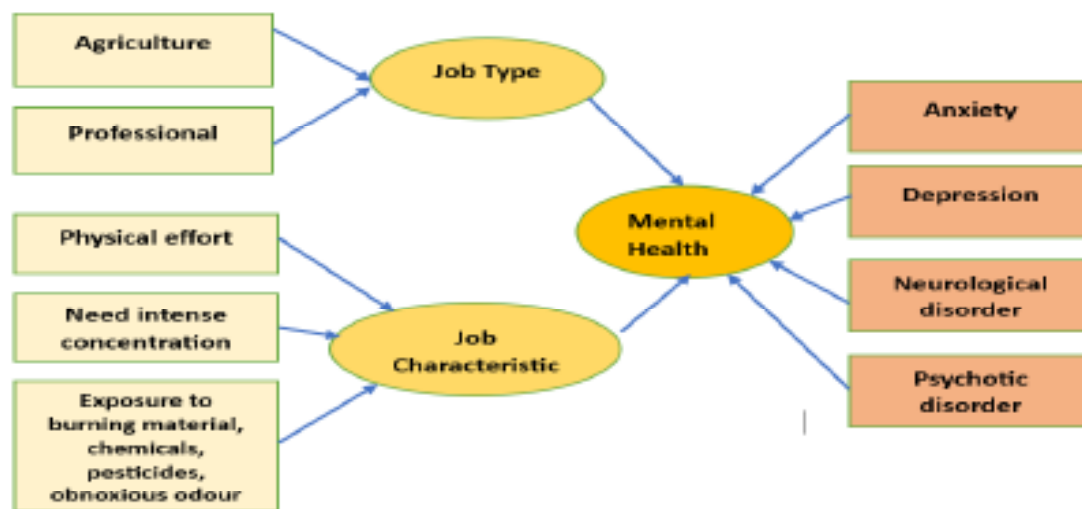 Agriculture
Job Type
Professional
Anxiety
Depression
Mental
Health
Physical effort
Need intense
concentration
Job
Characteristic
Neurological
disorder
Exposure to
burning material,
chemicals,
pesticides,
obnoxious odour
Psychotic
disorder